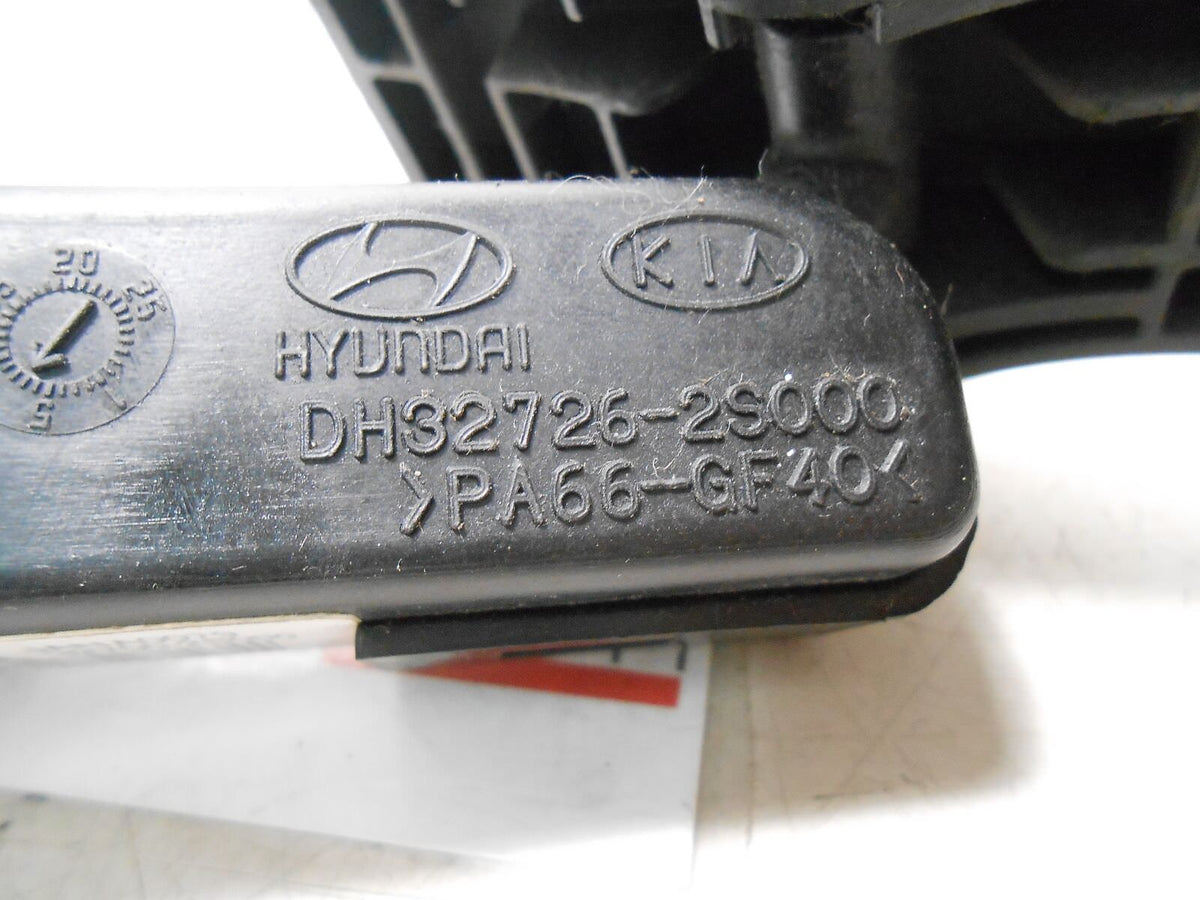 20
25
5
KIA
HYUNDAI
DH32726-2S000
>PA66-GF40<